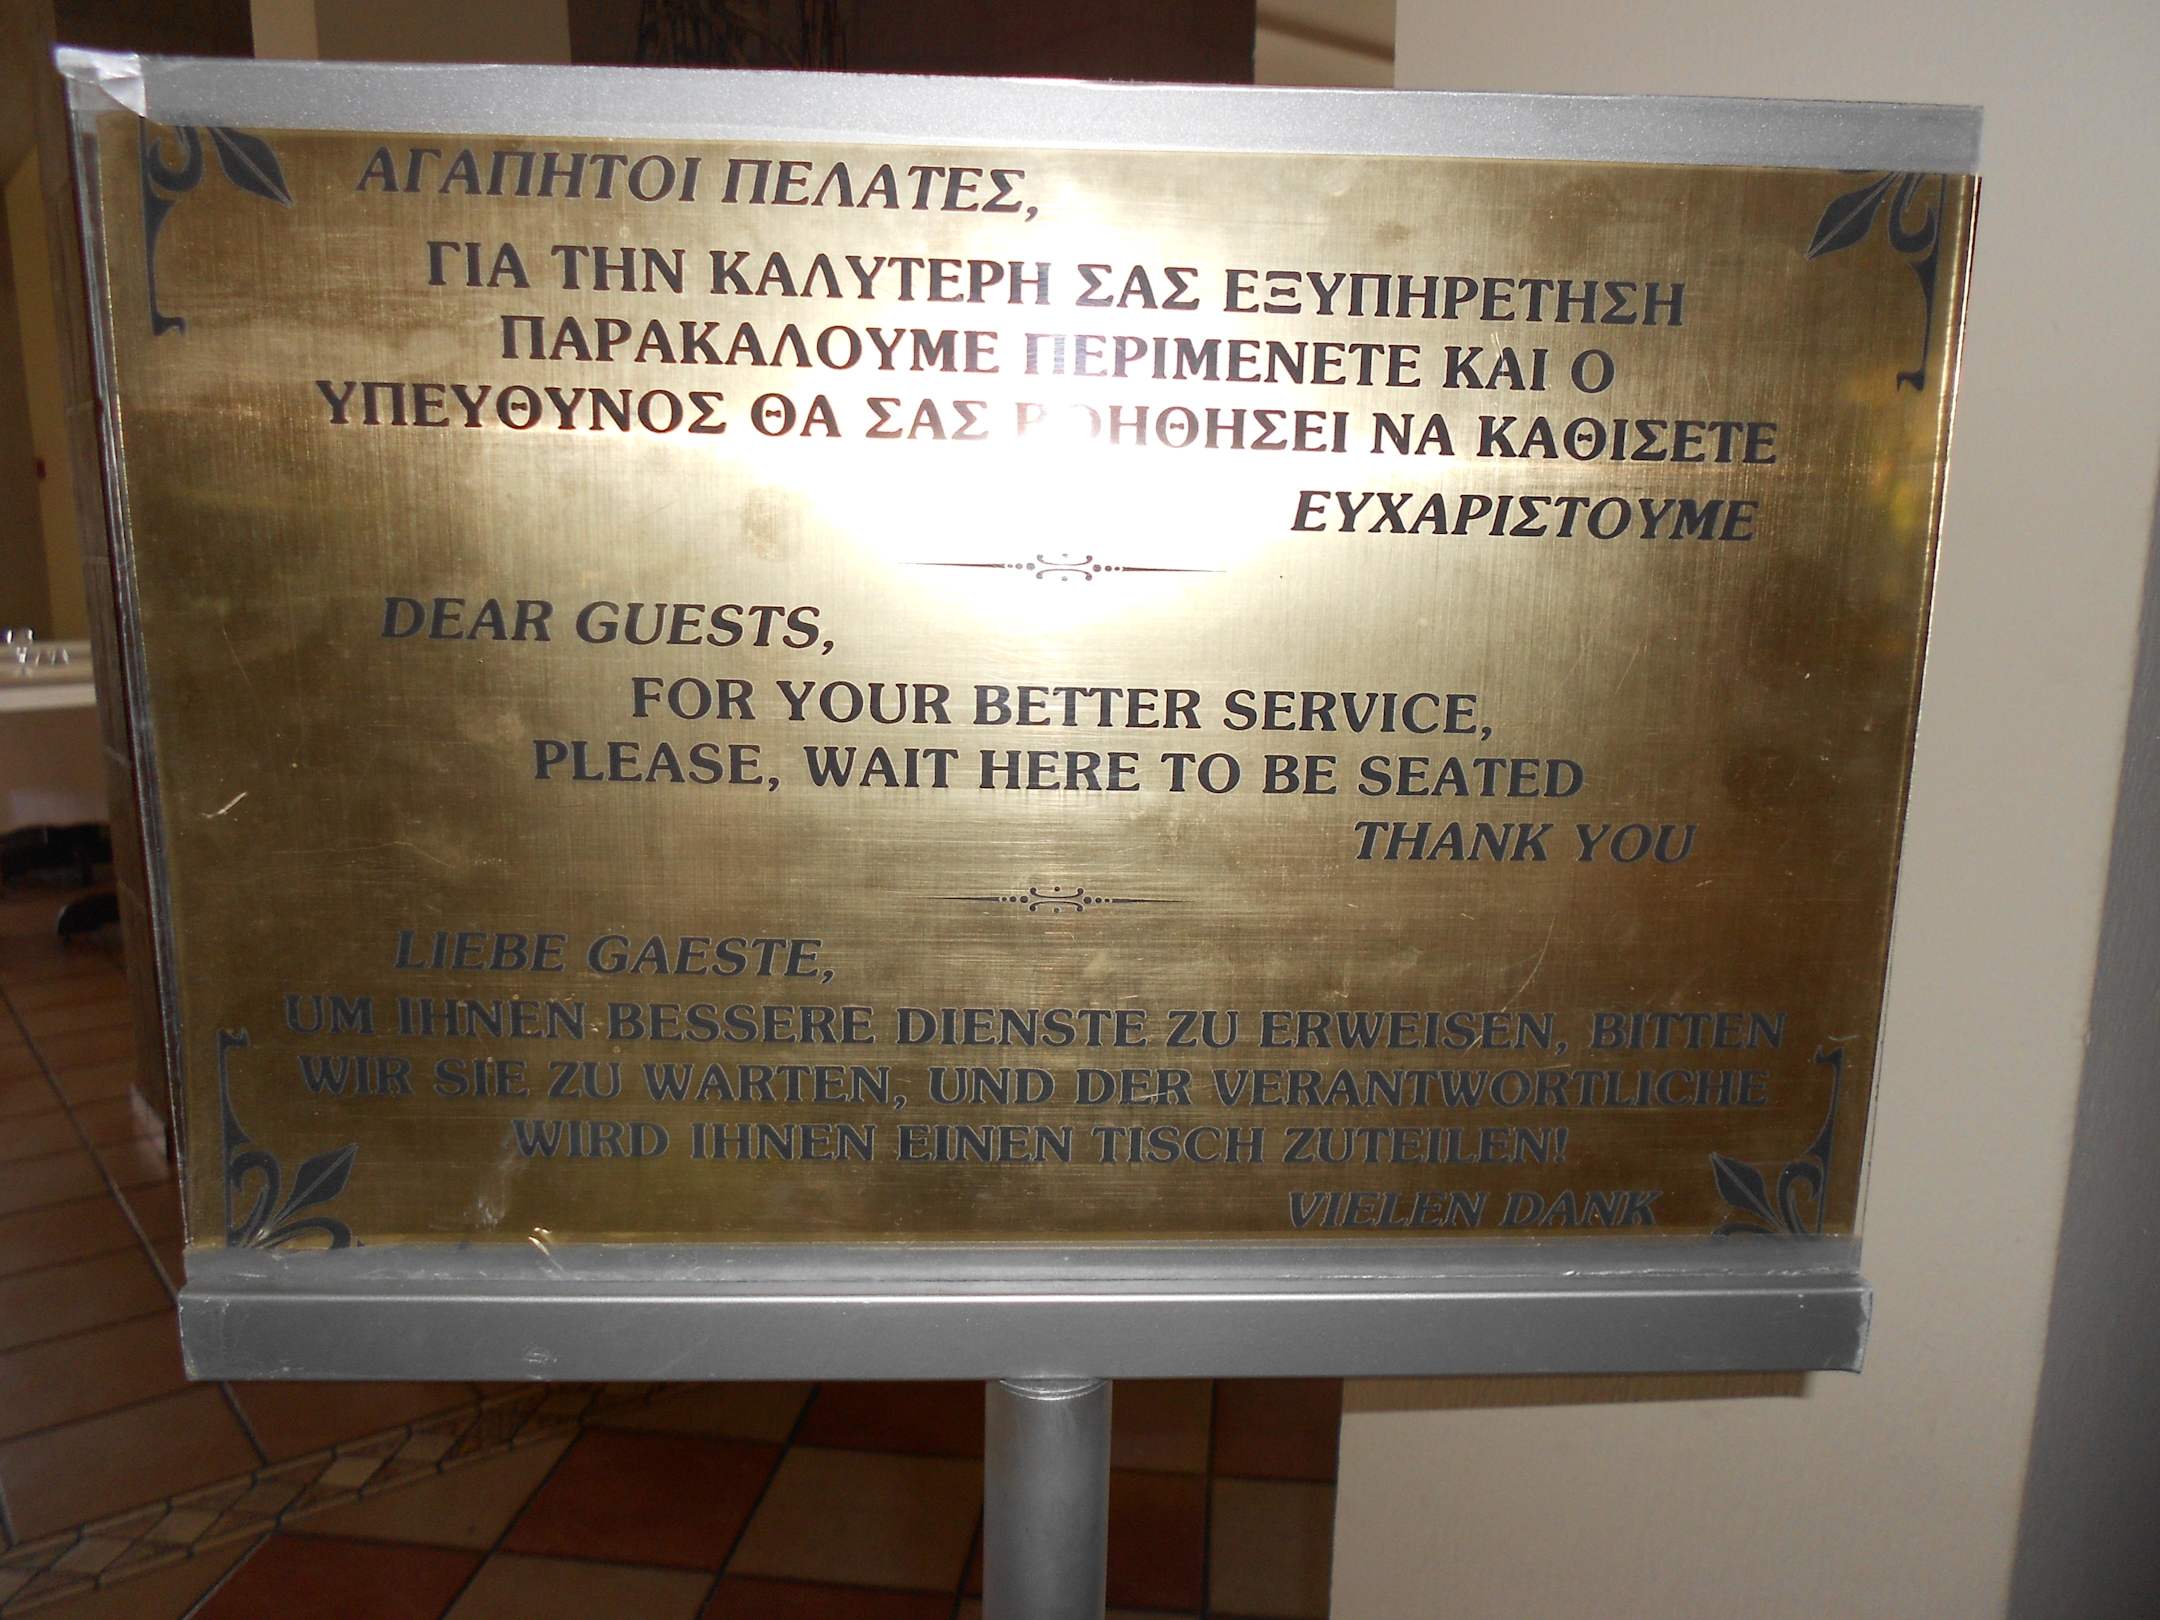 ΑΓΑΠΗΤΟΙ ΠΕΛΑΤΕΣ,
ΓΙΑ ΤΗΝ ΚΑΛΥΤΕΡΗ ΣΑΣ ΕΞΥΠΗΡΕΤΗΣΗ
ΠΑΡΑΚΑΛΟΥΜΕ ΠΕΡΙΜΕΝΕΤΕ ΚΑΙ Ο
ΥΠΕΥΘΥΝΟΣ ΘΑ ΣΑΣ ΒΟΗΘΗΣΕΙ ΝΑ ΚΑΘΙΣΕΤΕ
ΕΥΧΑΡΙΣΤΟΥΜΕ
DEAR GUESTS,
FOR YOUR BETTER SERVICE,
PLEASE, WAIT HERE TO BE SEATED
THANK YOU
LIEBE GAESTE,
UM IHNEN BESSERE DIENSTE ZU ERWEISEN, BITTEN
WIR SIE ZU WARTEN, UND DER VERANTWORTLICHE
WIRD IHNEN EINEN TISCH ZUTEILEN!
VIELEN DANK